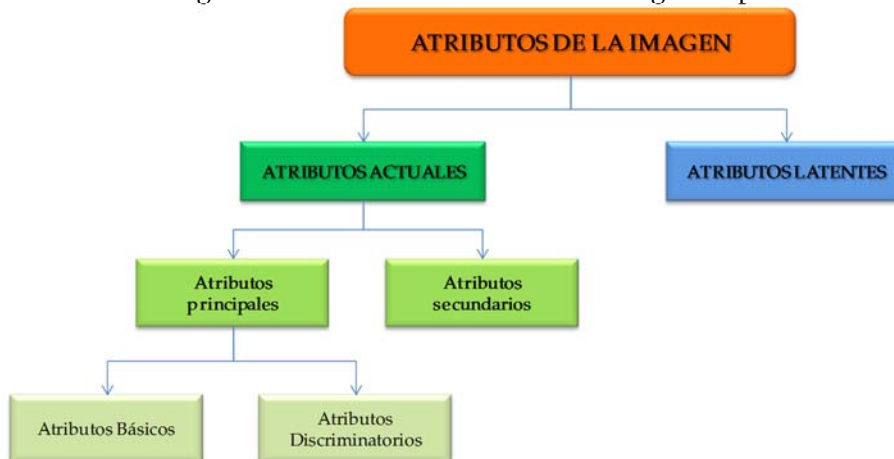 ATRIBUTOS DE LA IMAGEN
ATRIBUTOS ACTUALES
ATRIBUTOS LATENTES
Atributos
principales
Atributos
secundarios
Atributos Básicos
Atributos
Discriminatorios